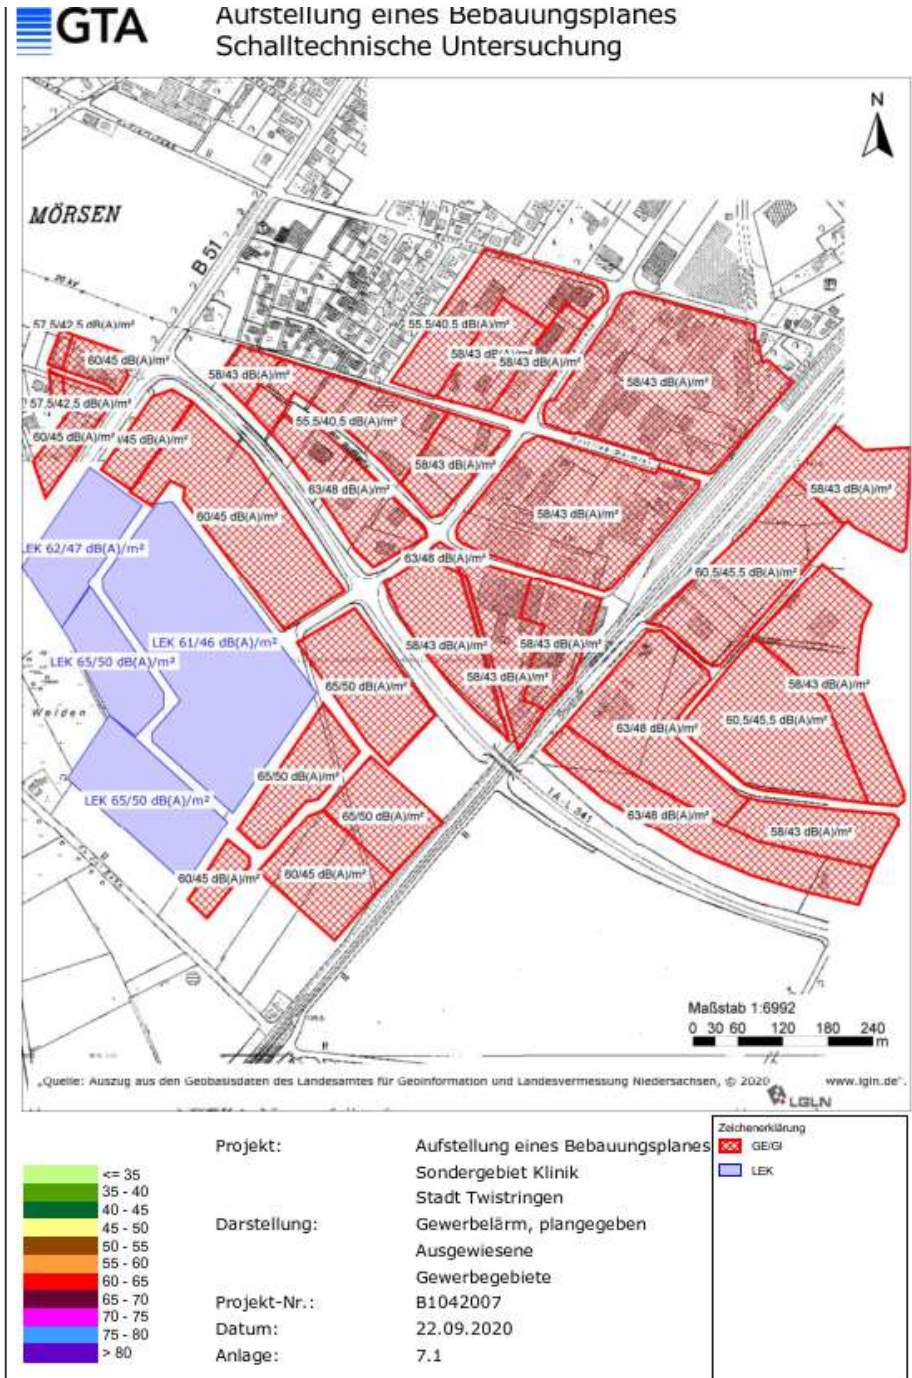 GTA
Aufstellung eines Bebauungsplanes
Schalltechnische Untersuchung
N
MÖRSEN
B 51
20 kV
57,5/42,5 dB(A)/m²
60/45 dB(A)/m²
57,5/42,5 dB(A)/m²
60/45 dB(A)/m²
/45 dB(A)/m²
58/43 dB(A)/m²
55,5/40,5 dB(A)/m²
58/43 dB(A)/m²
58/43 dB(A)/m²
58/43 dB(A)/m²
55,5/40,5 dB(A)/m²
58/43 dB(A)/m²
63/48 dB(A)/m²
58/43 dB(A)/m²
58/43 dB(A)/m²
60/45 dB(A)/m²
LEK 62/47 dB(A)/m²
63/48 dB(A)/m²
60,5/45,5 dB(A)/m²
LEK 61/46 dB(A)/m²
58/43 dB(A)/m²
58/43 dB(A)/m²
LEK 65/50 dB(A)/m²
58/43 dB(A)/m²
58/43 dB(A)/m²
65/50 dB(A)/m²
Weiden
60,5/45,5 dB(A)/m²
63/48 dB(A)/m²
65/50 dB(A)/m²
LEK 65/50 dB(A)/m²
65/50 dB(A)/m²
1A-L 341
63/48 dB(A)/m²
58/43 dB(A)/m²
60/45 dB(A)/m²
60/45 dB(A)/m²
Maßstab 1:6992
0 30 60 120 180 240
m
„Quelle: Auszug aus den Geobasisdaten des Landesamtes für Geoinformation und Landesvermessung Niedersachsen, © 2020 www.lgln.de".
LGLN
Projekt: Aufstellung eines Bebauungsplanes
Sondergebiet Klinik
Stadt Twistringen
Darstellung: Gewerbelärm, plangegeben
Ausgewiesene
Gewerbegebiete
Projekt-Nr.: B1042007
Datum: 22.09.2020
Anlage: 7.1
<= 35
35 - 40
40 - 45
45 - 50
50 - 55
55 - 60
60 - 65
65 - 70
70 - 75
75 - 80
> 80
Zeichenerklärung
GE/GI
LEK